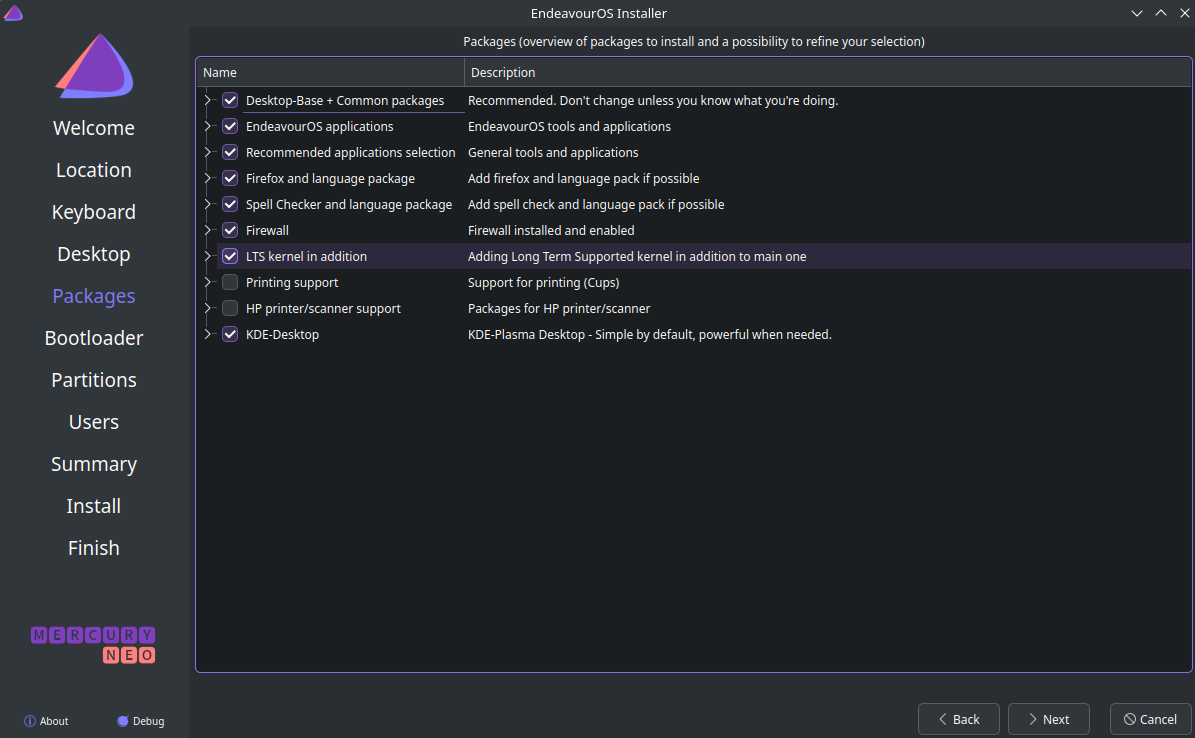 EndeavourOS Installer
Welcome
Location
Keyboard
Desktop
Packages
Bootloader
Partitions
Users
Summary
Install
Finish
MERCURY
NEO
About
Debug
Packages (overview of packages to install and a possibility to refine your selection)
Name Description
Desktop-Base + Common packages Recommended. Don't change unless you know what you're doing.
EndeavourOS applications EndeavourOS tools and applications
Recommended applications selection General tools and applications
Firefox and language package Add firefox and language pack if possible
Spell Checker and language package Add spell check and language pack if possible
Firewall Firewall installed and enabled
LTS kernel in addition Adding Long Term Supported kernel in addition to main one
Printing support Support for printing (Cups)
HP printer/scanner support Packages for HP printer/scanner
KDE-Desktop KDE-Plasma Desktop - Simple by default, powerful when needed.
Back Next Cancel